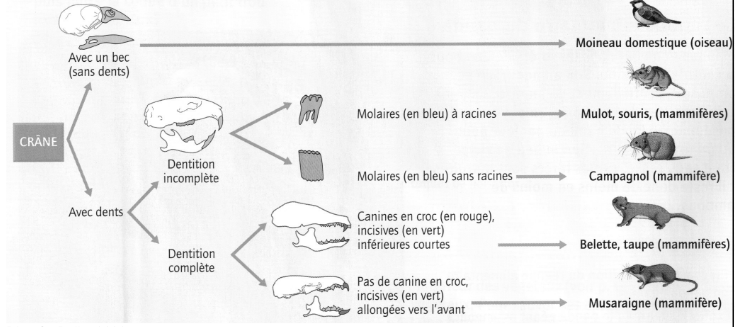 CRÂNE
Avec un bec
(sans dents)
Moineau domestique (oiseau)
Avec dents
Dentition
incomplète
Molaires (en bleu) à racines
Mulot, souris, (mammifères)
Molaires (en bleu) sans racines
Campagnol (mammifère)
Dentition
complète
Canines en croc (en rouge),
incisives (en vert)
inférieures courtes
Belette, taupe (mammifères)
Pas de canine en croc,
incisives (en vert)
allongées vers l'avant
Musaraigne (mammifère)